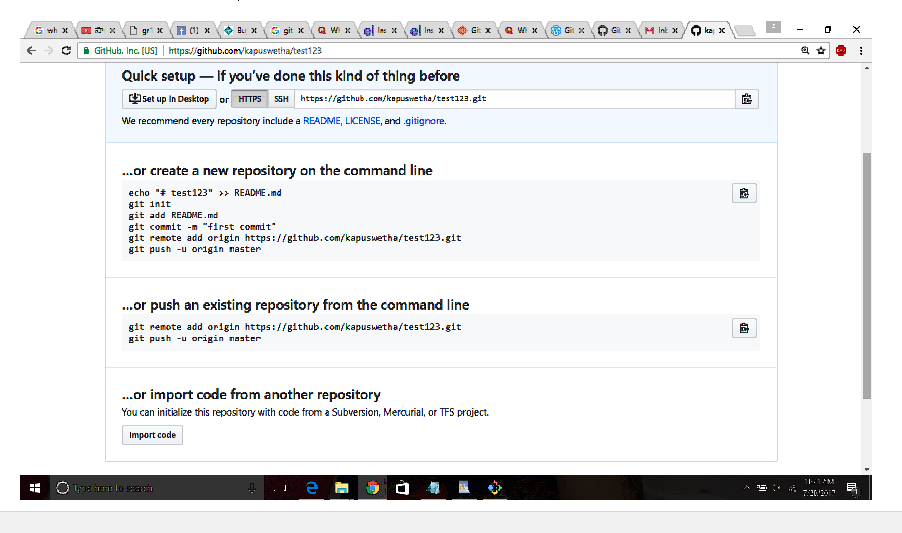 G wh x
gr x
(1) x
Bu x
G git x
Q W x
Ins x
Ins x
Git x
Q W x
Git x
Git x
M Inb x
kap x
GitHub, Inc. [US] | https://github.com/kapuswetha/test123
Quick setup — if you've done this kind of thing before
Set up in Desktop or HTTPS SSH https://github.com/kapuswetha/test123.git
We recommend every repository include a README, LICENSE, and .gitignore.
…or create a new repository on the command line
echo "# test123" >> README.md
git init
git add README.md
git commit -m "first commit"
git remote add origin https://github.com/kapuswetha/test123.git
git push -u origin master
…or push an existing repository from the command line
git remote add origin https://github.com/kapuswetha/test123.git
git push -u origin master
…or import code from another repository
You can initialize this repository with code from a Subversion, Mercurial, or TFS project.
Import code
Type here to search
7/28/2017